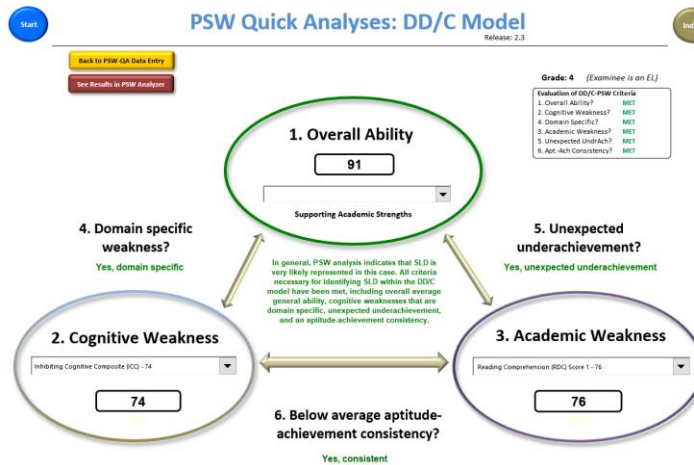 Start
PSW Quick Analyses: DD/C Model
Release: 2.3
Back to PSW-QA Data Entry
See Results in PSW Analyzer
Grade: 4 (Examinee is an EL)
Evaluation of DD/C-PSW Criteria
1. Overall Ability? MET
2. Cognitive Weakness? MET
4. Domain Specific? MET
3. Academic Weakness? MET
5. Unexpected UndrAch? MET
6. Apt.-Ach Consistency? MET
1. Overall Ability
91
Supporting Academic Strengths
4. Domain specific
weakness?
Yes, domain specific
5. Unexpected
underachievement?
Yes, unexpected underachievement
In general, PSW analysis indicates that SLD is
very likely represented in this case. All criteria
necessary for identifying SLD within the DD/C
model have been met, including overall average
general ability, cognitive weaknesses that are
domain specific, unexpected underachievement,
and an aptitude-achievement consistency.
2. Cognitive Weakness
Inhibiting Cognitive Composite (ICC) - 74
74
3. Academic Weakness
Reading Comprehension (RDC) Score 1 - 76
76
6. Below average aptitude-
achievement consistency?
Yes, consistent